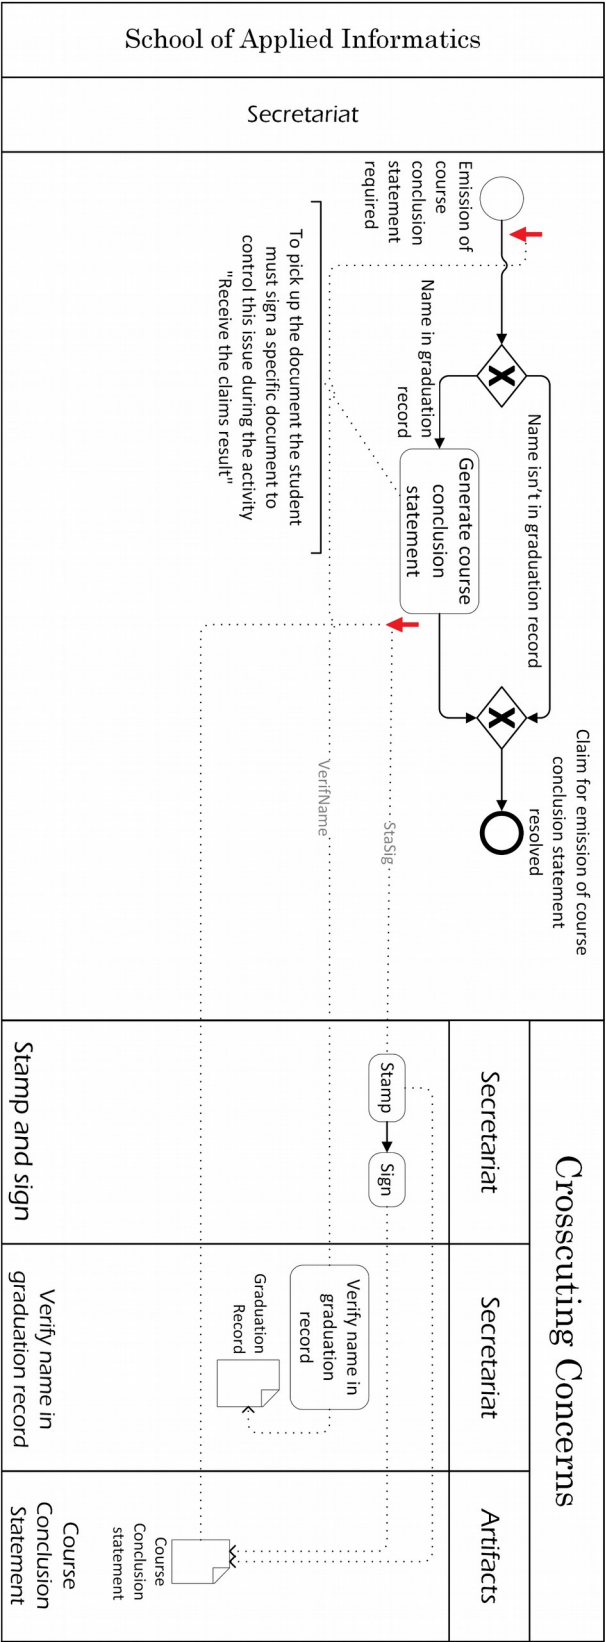 School of Applied Informatics
Secretariat
Emission of
course
conclusion
statement
required
Name isn't in graduation record
Name in graduation
record
Generate course
conclusion
statement
To pick up the document the student
must sign a specific document to
control this issue during the activity
"Receive the claims result"
Claim for emission of course
conclusion statement
resolved
StaSig
VerifName
Crosscuting Concerns
Secretariat
Stamp
Sign
Stamp and sign
Secretariat
Verify name in
graduation
record
Graduation
Record
Verify name in
graduation record
Artifacts
Course
Conclusion
statement
Course
Conclusion
Statement